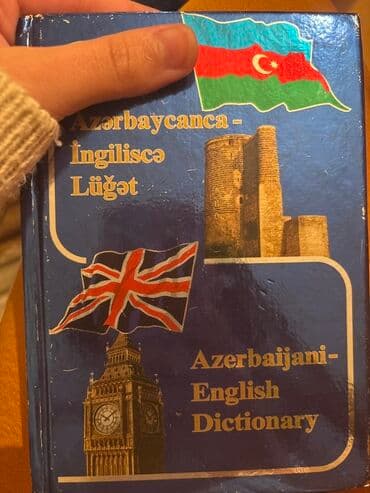 Azərbaycanca -
İngiliscə
Lüğət
Azerbaijani-
English
Dictionary